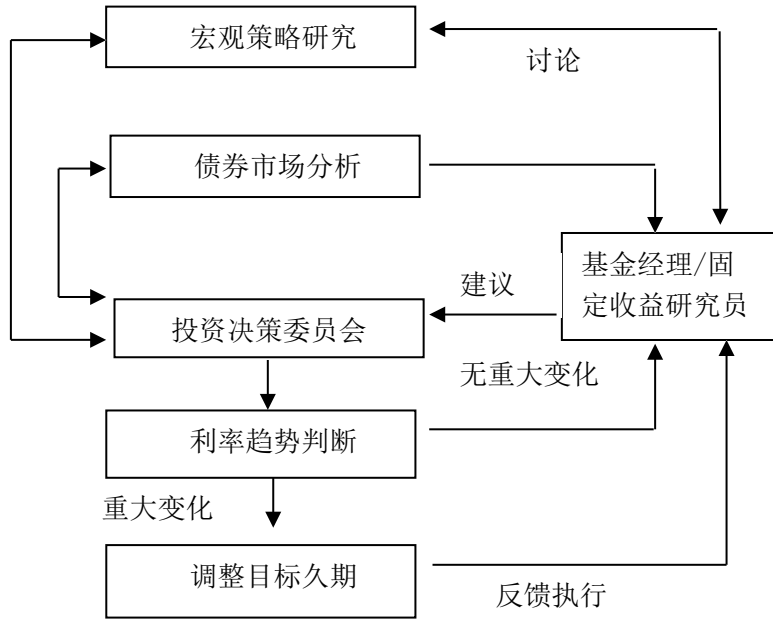 宏观策略研究
讨论
债券市场分析
基金经理/固
定收益研究员
建议
投资决策委员会
无重大变化
利率趋势判断
重大变化
调整目标久期
反馈执行